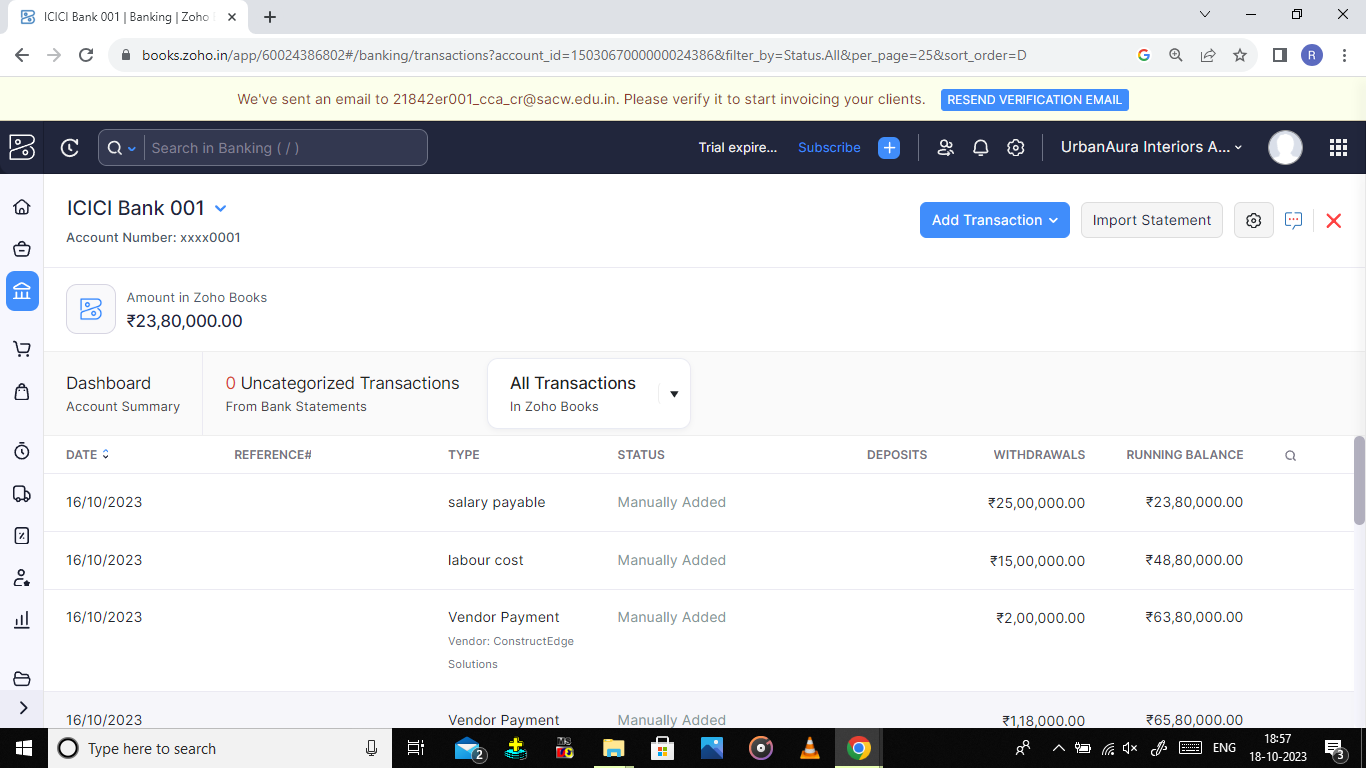 ICICI Bank 001 | Banking | Zoho
books.zoho.in/app/60024386802#/banking/transactions?account_id=1503067000000024386&filter_by=Status.All&per_page=25&sort_order=D
G
R
We've sent an email to 21842er001_cca_cr@sacw.edu.in. Please verify it to start invoicing your clients. RESEND VERIFICATION EMAIL
Search in Banking ( / )
Trial expire... Subscribe
UrbanAura Interiors A...
ICICI Bank 001
Account Number: xxxx0001
Add Transaction
Import Statement
Amount in Zoho Books
₹23,80,000.00
Dashboard
Account Summary
0 Uncategorized Transactions
From Bank Statements
All Transactions
In Zoho Books
DATE REFERENCE# TYPE STATUS DEPOSITS WITHDRAWALS RUNNING BALANCE
16/10/2023 salary payable Manually Added ₹25,00,000.00 ₹23,80,000.00
16/10/2023 labour cost Manually Added ₹15,00,000.00 ₹48,80,000.00
16/10/2023 Vendor Payment Manually Added ₹2,00,000.00 ₹63,80,000.00
Vendor: ConstructEdge
Solutions
16/10/2023 Vendor Payment Manually Added ₹1,18,000.00 ₹65,80,000.00
Type here to search
2
ENG
18:57
18-10-2023
3